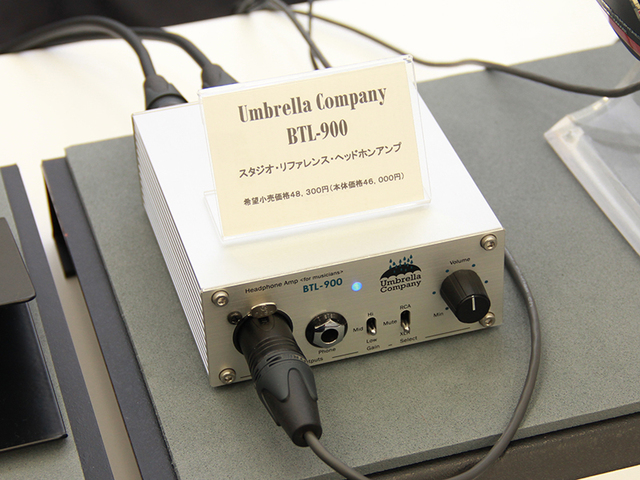 Umbrella Company
BTL-900
スタジオ・リファレンス・ヘッドホンアンプ
希望小売価格48,300円(本体価格46,000円)
Headphone Amp <for musicians>
BTL-900
Umbrella
Company
Volume
Min
Hi
Mid
Low
Gain
RCA
Mute
XLR
Select
Phone